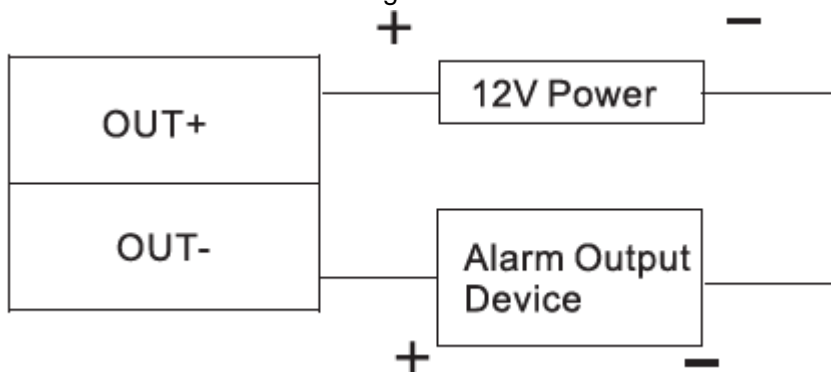 +
−
OUT+
12V Power
OUT-
Alarm Output
Device
+
−